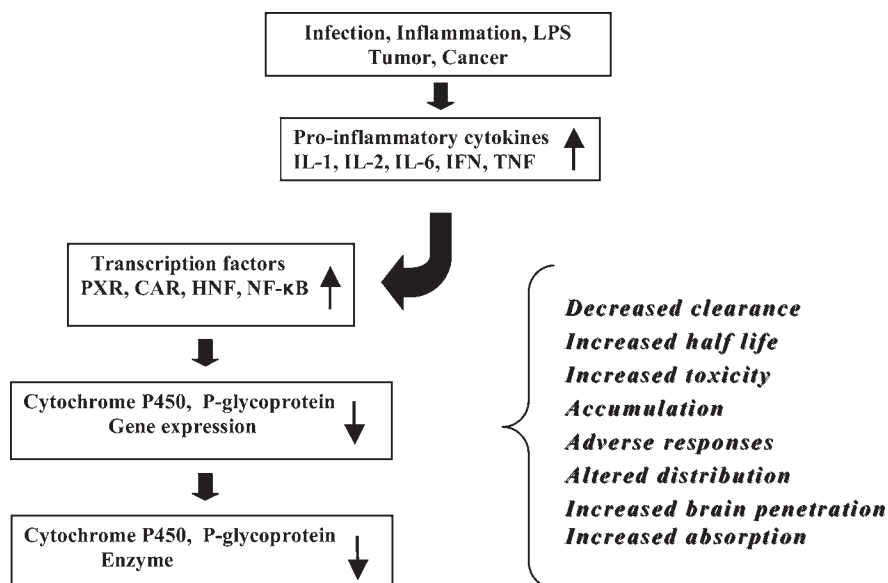 Infection, Inflammation, LPS
Tumor, Cancer
Pro-inflammatory cytokines
IL-1, IL-2, IL-6, IFN, TNF
Transcription factors
PXR, CAR, HNF, NF-κB
Cytochrome P450, P-glycoprotein
Gene expression
Cytochrome P450, P-glycoprotein
Enzyme
Decreased clearance
Increased half life
Increased toxicity
Accumulation
Adverse responses
Altered distribution
Increased brain penetration
Increased absorption